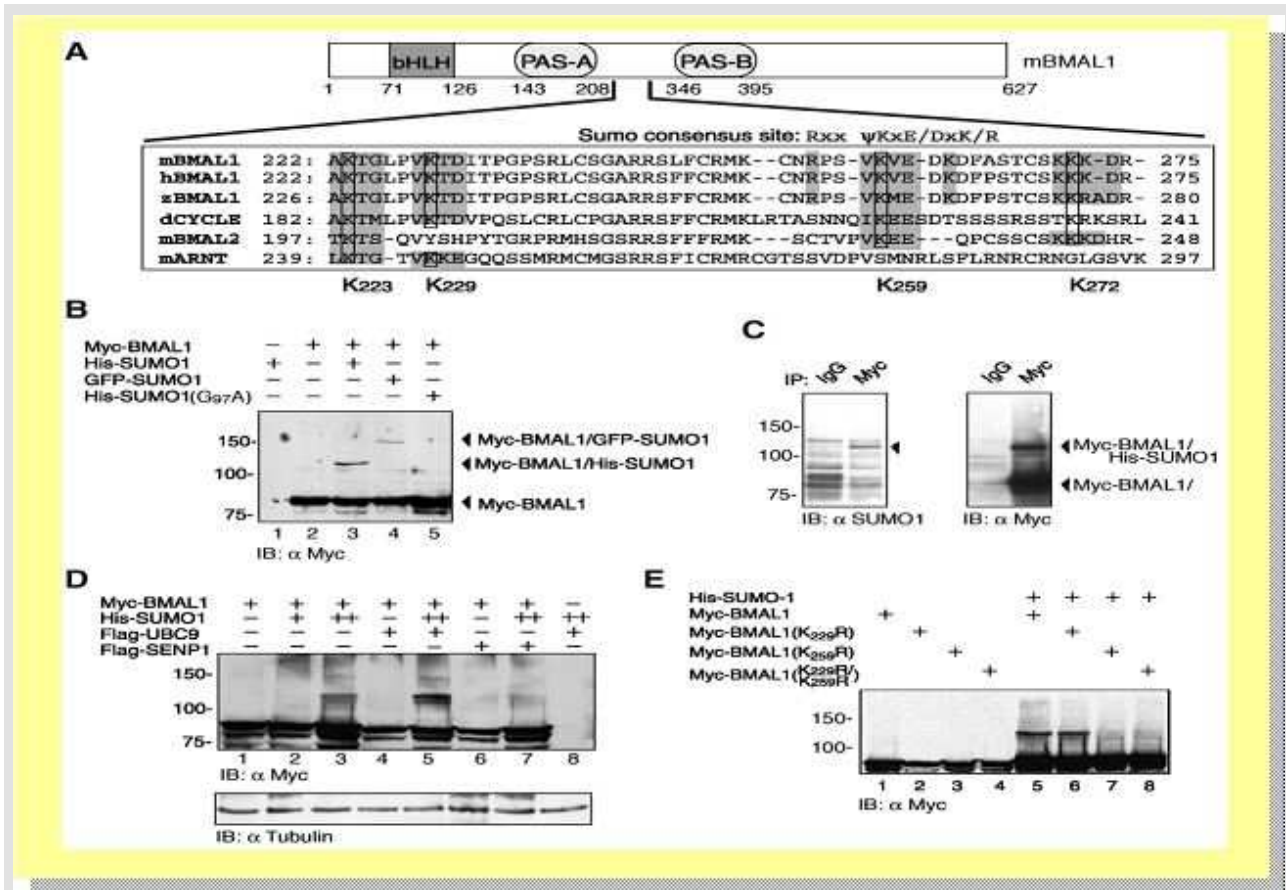 A
bHLH PAS-A PAS-B mBMAL1
1 71 126 143 208 346 395 627
Sumo consensus site: Rxx ψKxE/DxK/R
mBMAL1 222: AKTGLPVKTDITPGPSRLCSGARRSLFCRMK--CNRPS-VKVE-DKDFASTCSKKK-DR- 275
hBMAL1 222: AKTGLPVKTDITPGPSRLCSGARRSLFCRMK--CNRPS-VKVE-DKDFPSTCSKKK-DR- 275
zBMAL1 226: AKTGLPVKTDITPGPSRLCSGARRSLFCRMK--CNRPS-VKME-DKDFPSTCSKKRADR- 280
dCYCLE 182: AKTMLPVKTDVPQSLCRLCPGARRSFFCRMKLRTASNNQIKEESDTSSSSRSSTKRKSRL 241
mBMAL2 197: TKTS-QVYSHPYTGRPRMHSGSRRSFFCRMK---SCTVPVKEE---QPCSSCSKKKDHR- 248
mARNT 239: LKTG-TVKKEGQQSSMRMCMGSRRSFICRMRCGTSSVDPVSMNRLSFLRNRCRNGLGSVK 297
K223 K229 K259 K272
B
Myc-BMAL1 – + + + +
His-SUMO1 + – + – –
GFP-SUMO1 – – – + –
His-SUMO1(G97A) – – – – +
150-
100-
75-
Myc-BMAL1/GFP-SUMO1
Myc-BMAL1/His-SUMO1
Myc-BMAL1
1 2 3 4 5
IB: α Myc
C
IP: IgG Myc
150-
100-
75-
IB: α SUMO1
IgG Myc
Myc-BMAL1/
His-SUMO1
Myc-BMAL1/
IB: α Myc
D
Myc-BMAL1 + + + + + + + –
His-SUMO1 – + ++ – ++ – ++ ++
Flag-UBC9 – – – + + – – +
Flag-SENP1 – – – – – + + –
150-
100-
75-
1 2 3 4 5 6 7 8
IB: α Myc
IB: α Tubulin
E
His-SUMO-1 + + + +
Myc-BMAL1 + +
Myc-BMAL1(K229R) + +
Myc-BMAL1(K259R) + +
Myc-BMAL1(K229R/K259R) + +
150-
100-
1 2 3 4 5 6 7 8
IB: α Myc